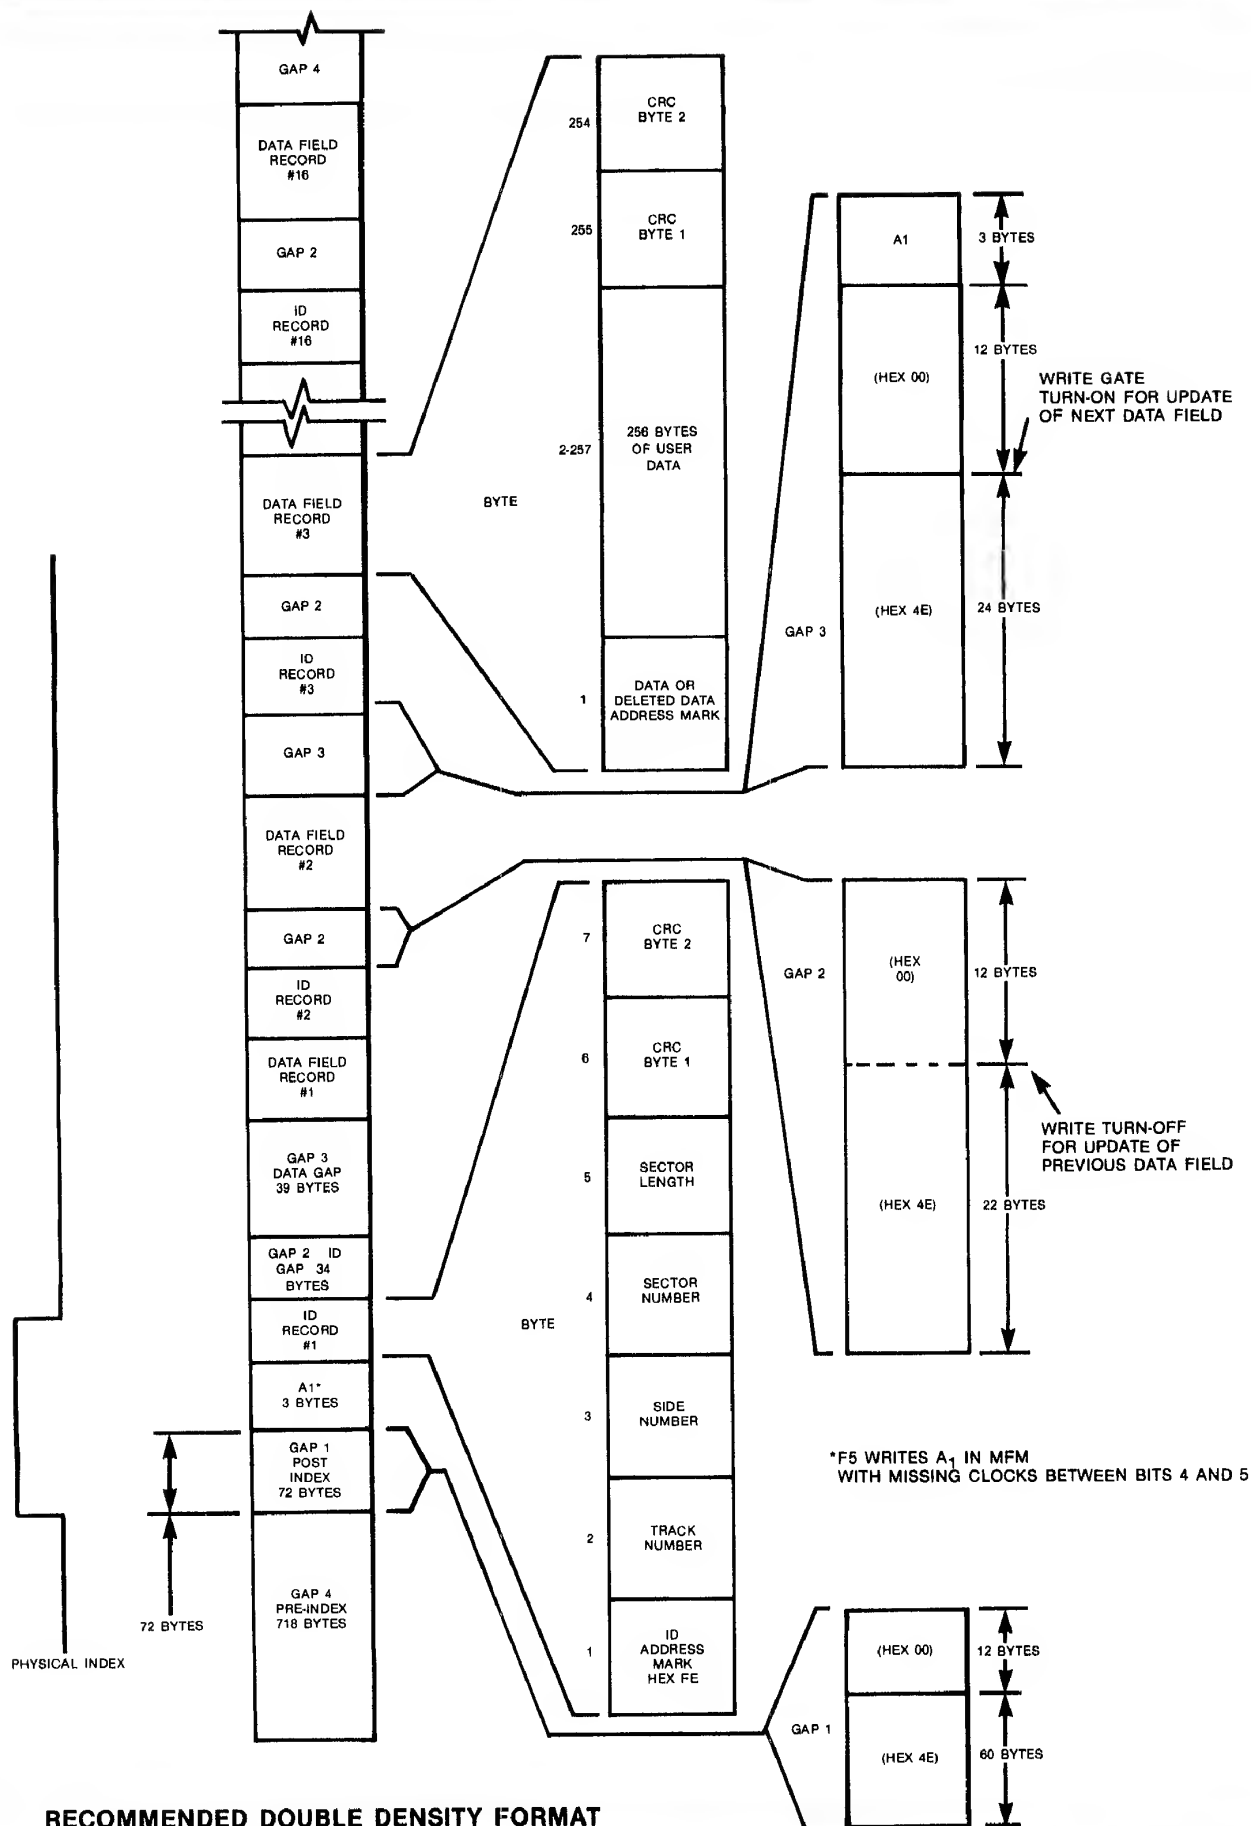 GAP 4
DATA FIELD
RECORD
#16
GAP 2
ID
RECORD
#16
DATA FIELD
RECORD
#3
GAP 2
ID
RECORD
#3
GAP 3
DATA FIELD
RECORD
#2
GAP 2
ID
RECORD
#2
DATA FIELD
RECORD
#1
GAP 3
DATA GAP
39 BYTES
GAP 2 ID
GAP 34
BYTES
ID
RECORD
#1
A1*
3 BYTES
GAP 1
POST
INDEX
72 BYTES
GAP 4
PRE-INDEX
718 BYTES
72 BYTES
PHYSICAL INDEX
254
CRC
BYTE 2
255
CRC
BYTE 1
2-257
256 BYTES
OF USER
DATA
BYTE
1
DATA OR
DELETED DATA
ADDRESS MARK
7
CRC
BYTE 2
6
CRC
BYTE 1
5
SECTOR
LENGTH
4
SECTOR
NUMBER
BYTE
3
SIDE
NUMBER
2
TRACK
NUMBER
1
ID
ADDRESS
MARK
HEX FE
A1
3 BYTES
(HEX 00)
12 BYTES
WRITE GATE
TURN-ON FOR UPDATE
OF NEXT DATA FIELD
GAP 3
(HEX 4E)
24 BYTES
GAP 2
(HEX
00)
12 BYTES
WRITE TURN-OFF
FOR UPDATE OF
PREVIOUS DATA FIELD
(HEX 4E)
22 BYTES
*F5 WRITES A1 IN MFM
WITH MISSING CLOCKS BETWEEN BITS 4 AND 5
(HEX 00)
12 BYTES
GAP 1
(HEX 4E)
60 BYTES
RECOMMENDED DOUBLE DENSITY FORMAT